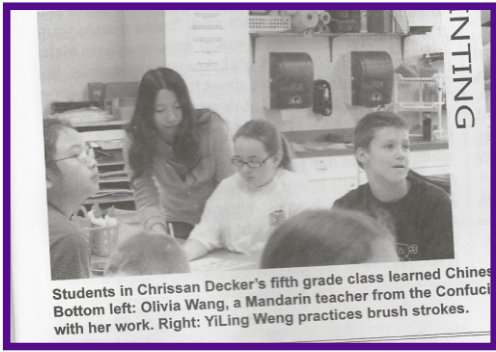 NTING
Students in Chrissan Decker's fifth grade class learned Chines
Bottom left: Olivia Wang, a Mandarin teacher from the Confuci
with her work. Right: YiLing Weng practices brush strokes.